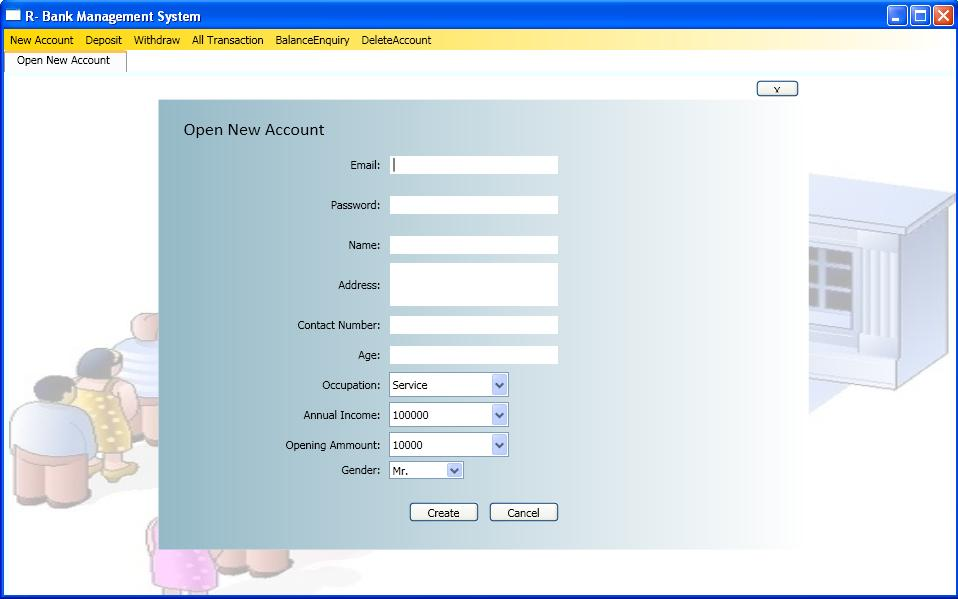 R- Bank Management System
New Account Deposit Withdraw All Transaction BalanceEnquiry DeleteAccount
Open New Account
v
Open New Account
Email:
Password:
Name:
Address:
Contact Number:
Age:
Occupation: Service
Annual Income: 100000
Opening Ammount: 10000
Gender: Mr.
Create Cancel